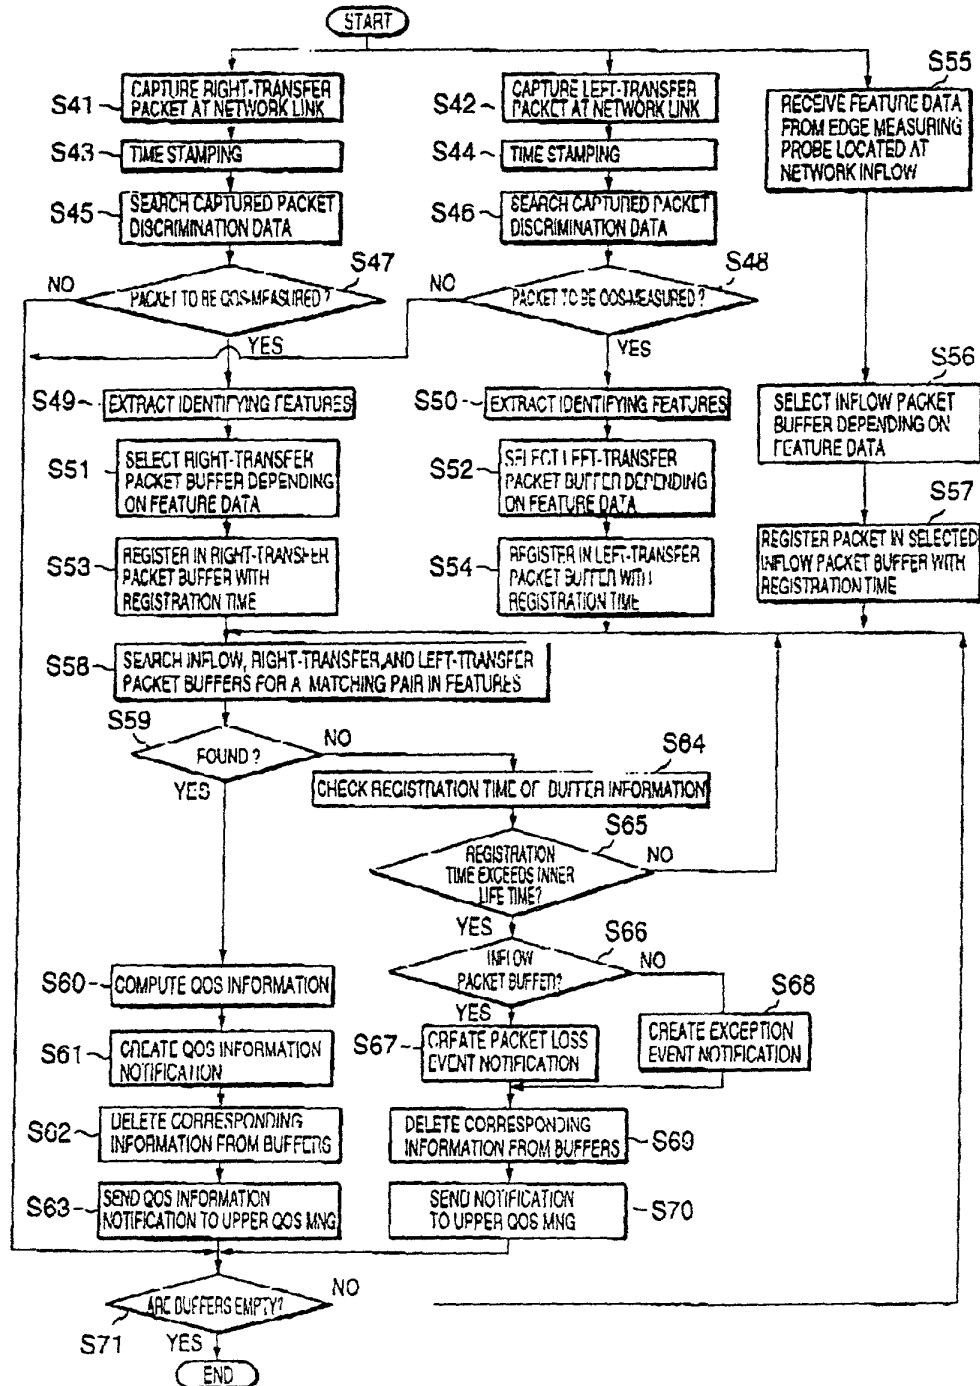 START
S41
CAPTURE RIGHT-TRANSFER
PACKET AT NETWORK LINK
S42
CAPTURE LEFT-TRANSFER
PACKET AT NETWORK LINK
S55
RECEIVE FEATURE DATA
FROM EDGE MEASURING
PROBE LOCATED AT
NETWORK INFLOW
S43
TIME STAMPING
S44
TIME STAMPING
S45
SEARCH CAPTURED PACKET
DISCRIMINATION DATA
S46
SEARCH CAPTURED PACKET
DISCRIMINATION DATA
S47
NO
PACKET TO BE QOS-MEASURED?
YES
S48
NO
PACKET TO BE QOS-MEASURED?
YES
S56
SELECT INFLOW PACKET
BUFFER DEPENDING ON
FEATURE DATA
S49
EXTRACT IDENTIFYING FEATURES
S50
EXTRACT IDENTIFYING FEATURES
S51
SELECT RIGHT-TRANSFER
PACKET BUFFER DEPENDING
ON FEATURE DATA
S52
SELECT LEFT-TRANSFER
PACKET BUFFER DEPENDING
ON FEATURE DATA
S57
REGISTER PACKET IN SELECTED
INFLOW PACKET BUFFER WITH
REGISTRATION TIME
S53
REGISTER IN RIGHT-TRANSFER
PACKET BUFFER WITH
REGISTRATION TIME
S54
REGISTER IN LEFT-TRANSFER
PACKET BUFFER WITH
REGISTRATION TIME
S58
SEARCH INFLOW, RIGHT-TRANSFER, AND LEFT-TRANSFER
PACKET BUFFERS FOR A MATCHING PAIR IN FEATURES
S59
FOUND?
NO
YES
S64
CHECK REGISTRATION TIME OF BUFFER INFORMATION
S65
REGISTRATION
TIME EXCEEDS INNER
LIFE TIME?
NO
YES
S66
INFLOW
PACKET BUFFER?
NO
YES
S60
COMPUTE QOS INFORMATION
S68
CREATE EXCEPTION
EVENT NOTIFICATION
S61
CREATE QOS INFORMATION
NOTIFICATION
S67
CREATE PACKET LOSS
EVENT NOTIFICATION
S62
DELETE CORRESPONDING
INFORMATION FROM BUFFERS
DELETE CORRESPONDING
INFORMATION FROM BUFFERS
S69
S63
SEND QOS INFORMATION
NOTIFICATION TO UPPER QOS MNG
SEND NOTIFICATION
TO UPPER QOS MNG
S70
ARE BUFFERS EMPTY?
NO
S71
YES
END